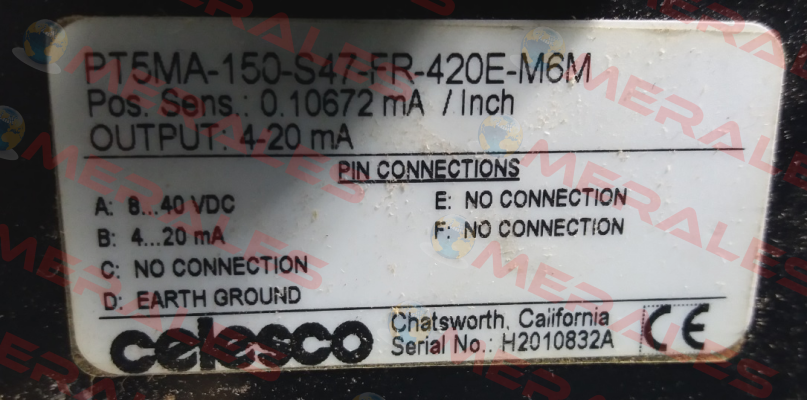 PT5MA-150-S47-FR-420E-M6M
Pos. Sens.: 0.10672 mA / Inch
OUTPUT: 4-20 mA
PIN CONNECTIONS
A: 8...40 VDC
B: 4...20 mA
C: NO CONNECTION
D: EARTH GROUND
E: NO CONNECTION
F: NO CONNECTION
celesco
Chatsworth, California
Serial No.: H2010832A
CE
MERALES